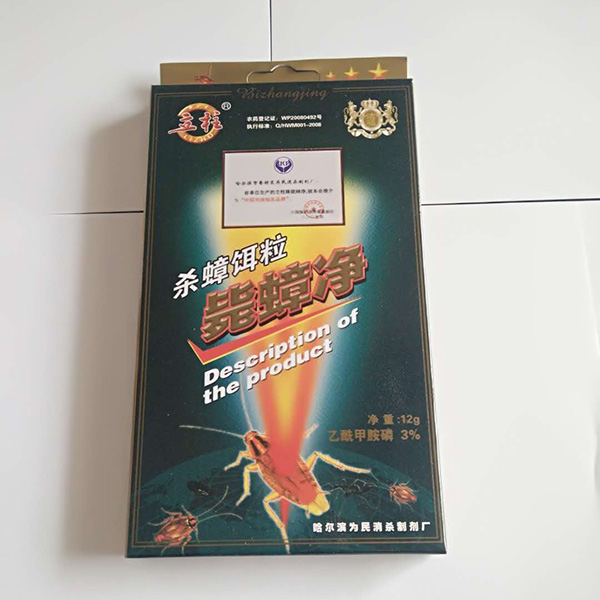 Bizhangjing
立柱®
农药登记证：WP20080492号
执行标准：Q/HWM001-2008
杀蟑饵粒
毙蟑净
Description of
the product
净重:12g
乙酰甲胺磷 3%
哈尔滨为民消杀制剂厂